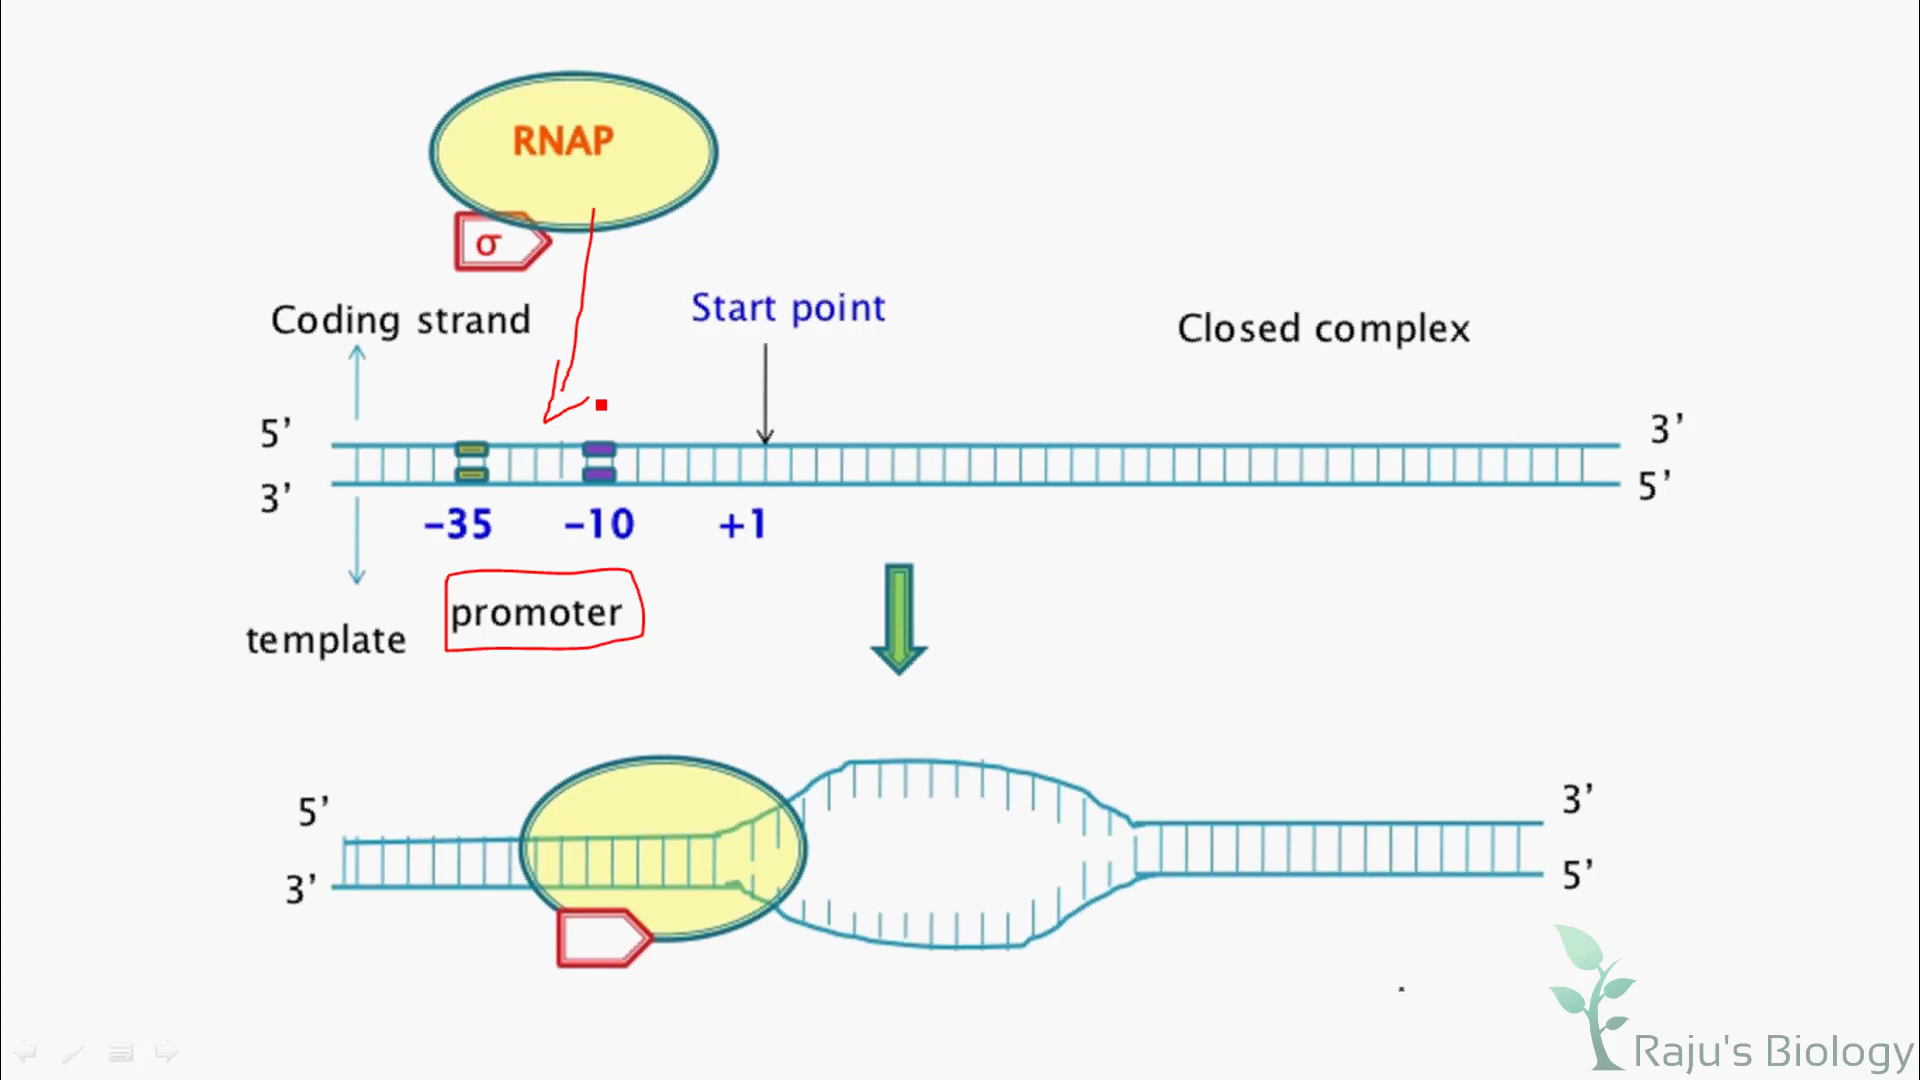 RNAP
σ
Coding strand
Start point
Closed complex
5’
3’
3’
5’
-35
-10
+1
promoter
template
5’
3’
3’
5’
Raju's Biology